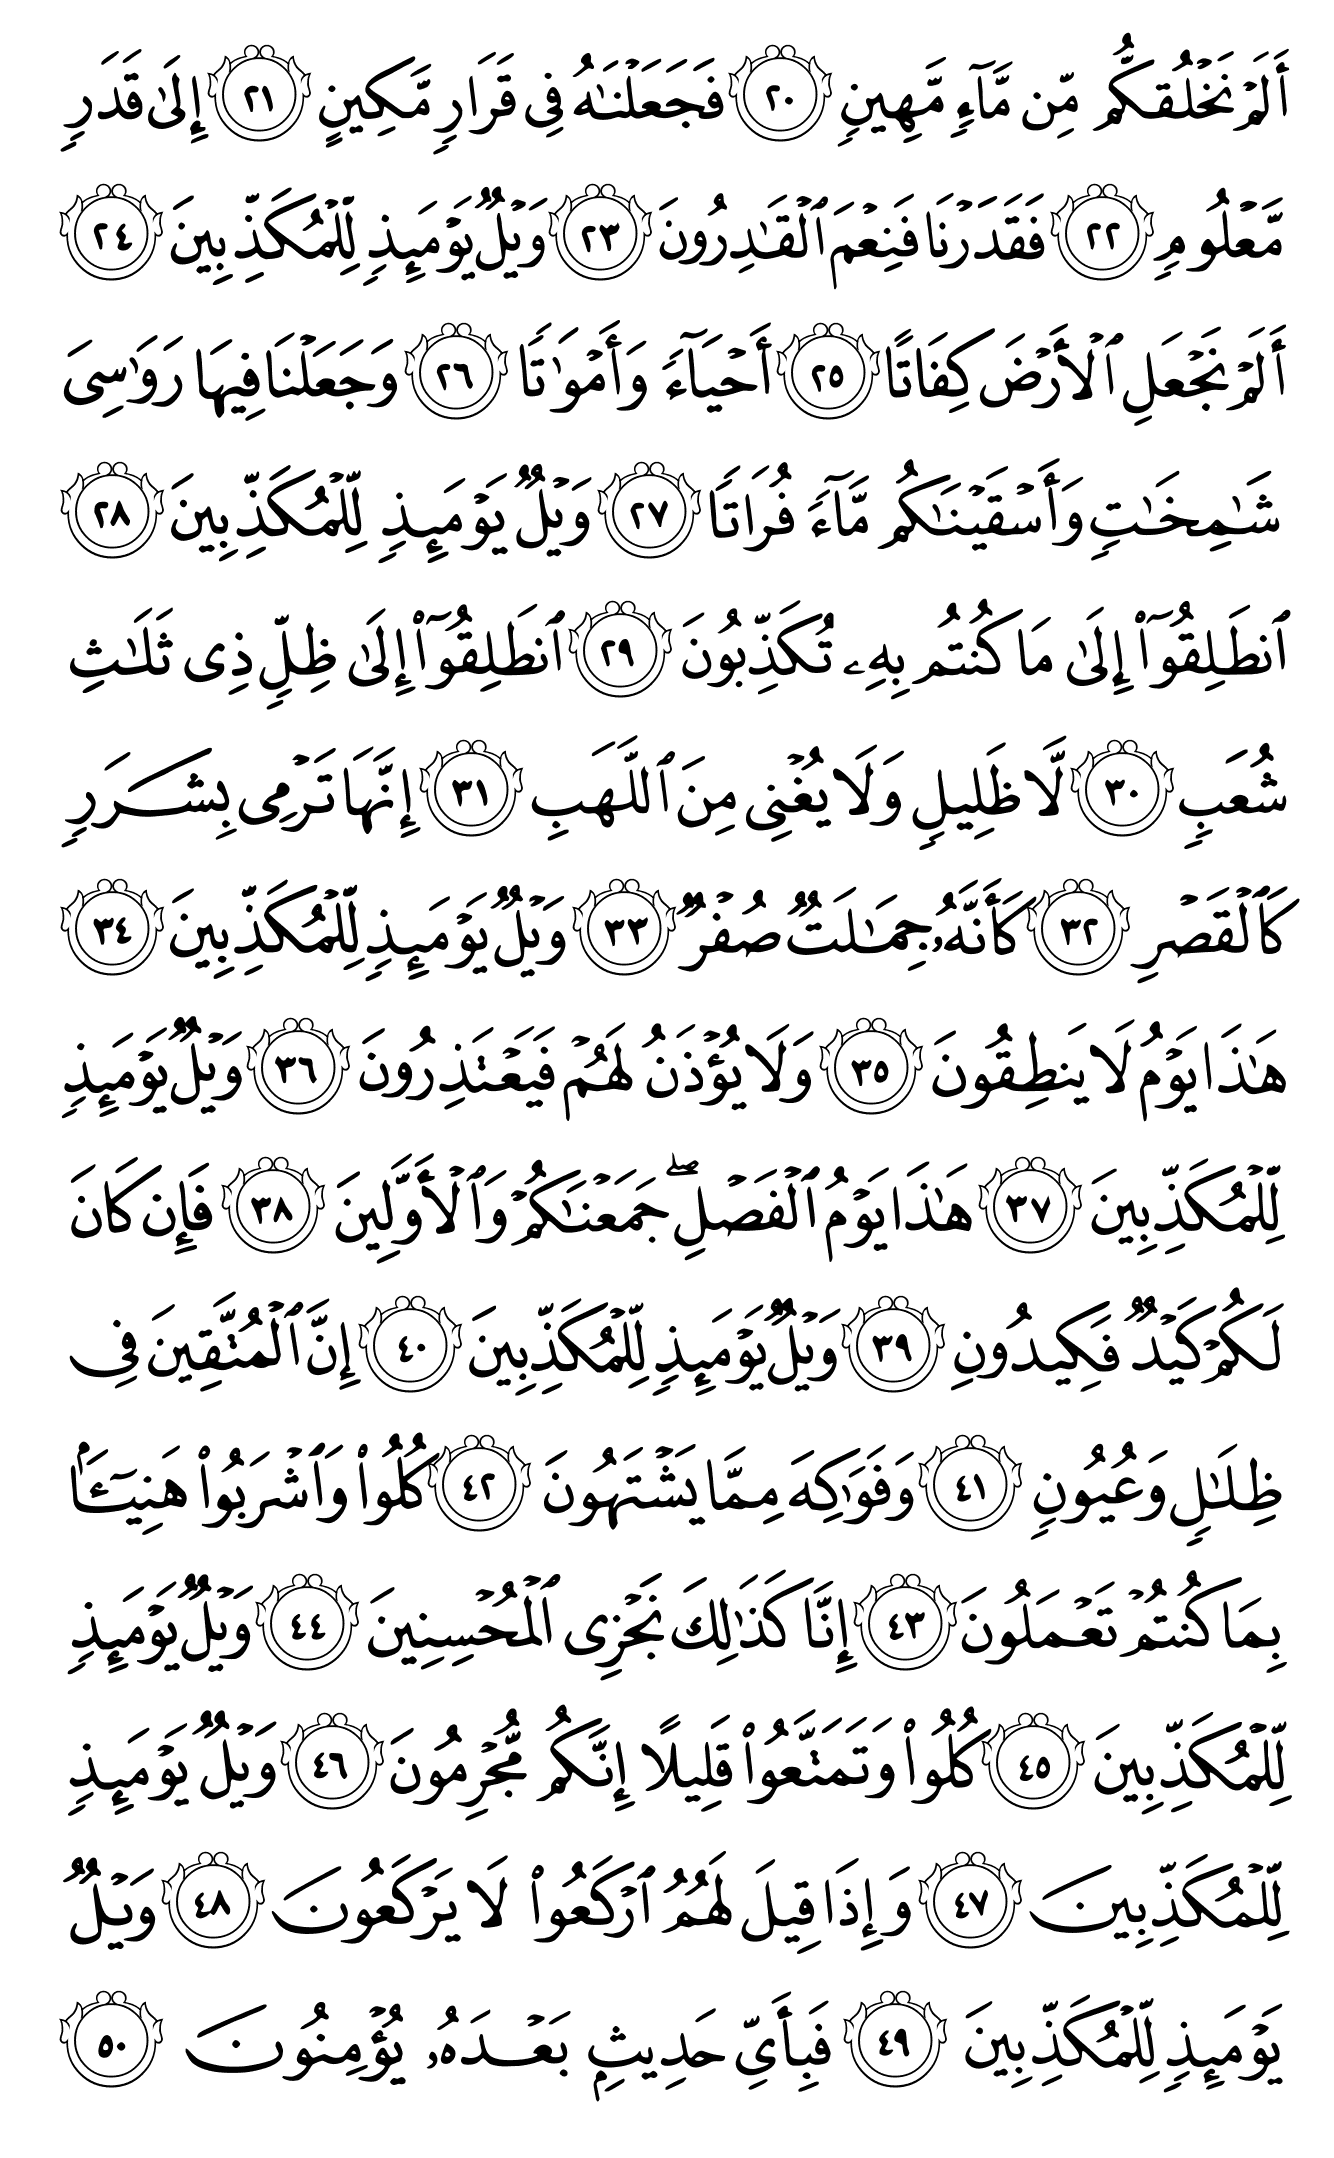 أَلَمۡ نَخۡلُقكُّم مِّن مَّآءٖ مَّهِينٖ ٢٠ فَجَعَلۡنَٰهُ فِي قَرَارٖ مَّكِينٍ ٢١ إِلَىٰ قَدَرٖ
مَّعۡلُومٖ ٢٢ فَقَدَرۡنَا فَنِعۡمَ ٱلۡقَٰدِرُونَ ٢٣ وَيۡلٞ يَوۡمَئِذٖ لِّلۡمُكَذِّبِينَ ٢٤
أَلَمۡ نَجۡعَلِ ٱلۡأَرۡضَ كِفَاتًا ٢٥ أَحۡيَآءٗ وَأَمۡوَٰتٗا ٢٦ وَجَعَلۡنَا فِيهَا رَوَٰسِيَ
شَٰمِخَٰتٖ وَأَسۡقَيۡنَٰكُم مَّآءٗ فُرَاتٗا ٢٧ وَيۡلٞ يَوۡمَئِذٖ لِّلۡمُكَذِّبِينَ ٢٨
ٱنطَلِقُوٓاْ إِلَىٰ مَا كُنتُم بِهِۦ تُكَذِّبُونَ ٢٩ ٱنطَلِقُوٓاْ إِلَىٰ ظِلّٖ ذِي ثَلَٰثِ
شُعَبٖ ٣٠ لَّا ظَلِيلٖ وَلَا يُغۡنِي مِنَ ٱللَّهَبِ ٣١ إِنَّهَا تَرۡمِي بِشَرَرٖ
كَٱلۡقَصۡرِ ٣٢ كَأَنَّهُۥ جِمَٰلَتٞ صُفۡرٞ ٣٣ وَيۡلٞ يَوۡمَئِذٖ لِّلۡمُكَذِّبِينَ ٣٤
هَٰذَا يَوۡمُ لَا يَنطِقُونَ ٣٥ وَلَا يُؤۡذَنُ لَهُمۡ فَيَعۡتَذِرُونَ ٣٦ وَيۡلٞ يَوۡمَئِذٖ
لِّلۡمُكَذِّبِينَ ٣٧ هَٰذَا يَوۡمُ ٱلۡفَصۡلِۖ جَمَعۡنَٰكُمۡ وَٱلۡأَوَّلِينَ ٣٨ فَإِن كَانَ
لَكُمۡ كَيۡدٞ فَكِيدُونِ ٣٩ وَيۡلٞ يَوۡمَئِذٖ لِّلۡمُكَذِّبِينَ ٤٠ إِنَّ ٱلۡمُتَّقِينَ فِي
ظِلَٰلٖ وَعُيُونٖ ٤١ وَفَوَٰكِهَ مِمَّا يَشۡتَهُونَ ٤٢ كُلُواْ وَٱشۡرَبُواْ هَنِيٓـَٔۢا
بِمَا كُنتُمۡ تَعۡمَلُونَ ٤٣ إِنَّا كَذَٰلِكَ نَجۡزِي ٱلۡمُحۡسِنِينَ ٤٤ وَيۡلٞ يَوۡمَئِذٖ
لِّلۡمُكَذِّبِينَ ٤٥ كُلُواْ وَتَمَتَّعُواْ قَلِيلًا إِنَّكُم مُّجۡرِمُونَ ٤٦ وَيۡلٞ يَوۡمَئِذٖ
لِّلۡمُكَذِّبِينَ ٤٧ وَإِذَا قِيلَ لَهُمُ ٱرۡكَعُواْ لَا يَرۡكَعُونَ ٤٨ وَيۡلٞ
يَوۡمَئِذٖ لِّلۡمُكَذِّبِينَ ٤٩ فَبِأَيِّ حَدِيثِۭ بَعۡدَهُۥ يُؤۡمِنُونَ ٥٠